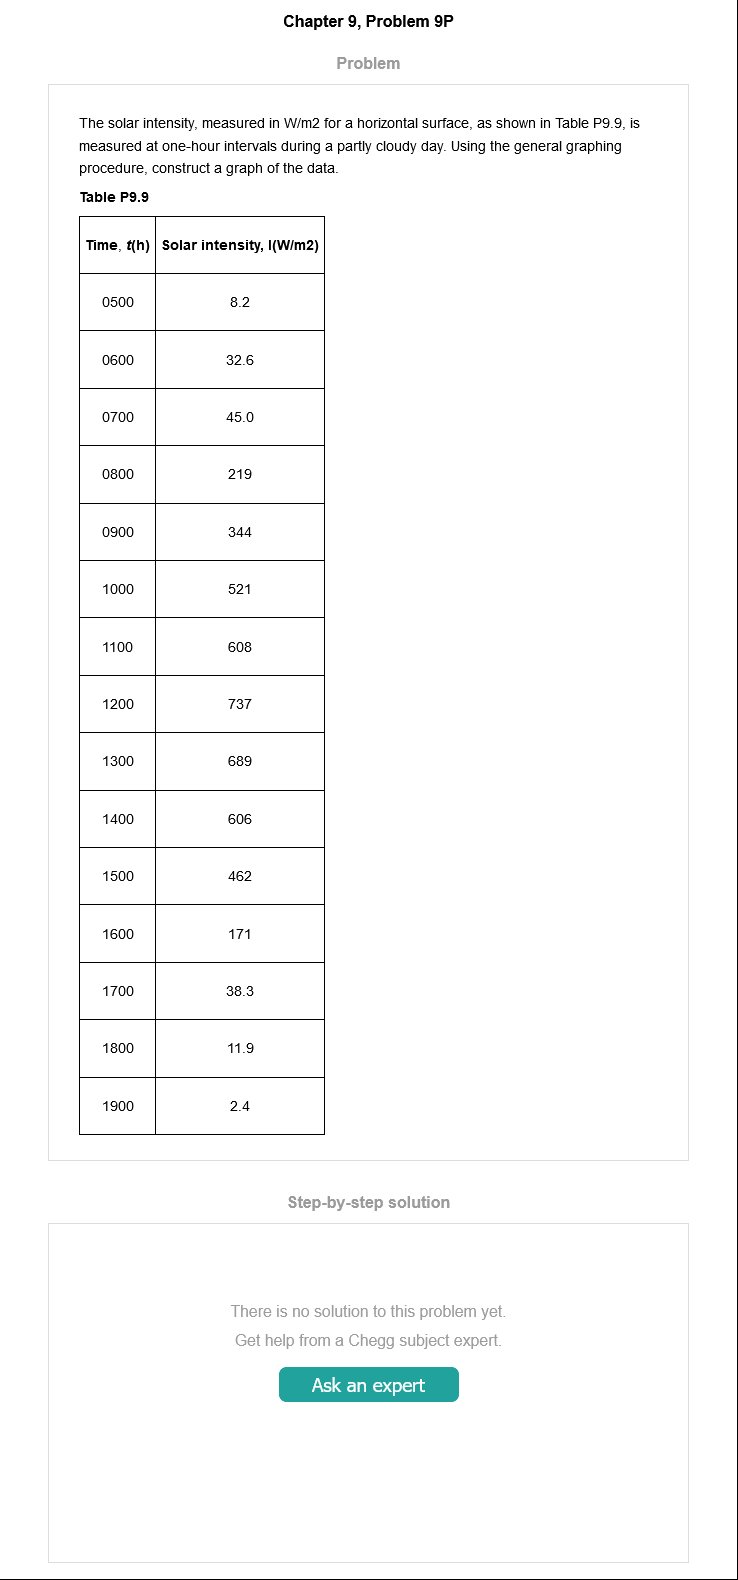 Chapter 9, Problem 9P
Problem
The solar intensity, measured in W/m2 for a horizontal surface, as shown in Table P9.9, is
measured at one-hour intervals during a partly cloudy day. Using the general graphing
procedure, construct a graph of the data.
Table P9.9
Time, t(h) Solar intensity, I(W/m2)
0500 8.2
0600 32.6
0700 45.0
0800 219
0900 344
1000 521
1100 608
1200 737
1300 689
1400 606
1500 462
1600 171
1700 38.3
1800 11.9
1900 2.4
Step-by-step solution
There is no solution to this problem yet.
Get help from a Chegg subject expert.
Ask an expert